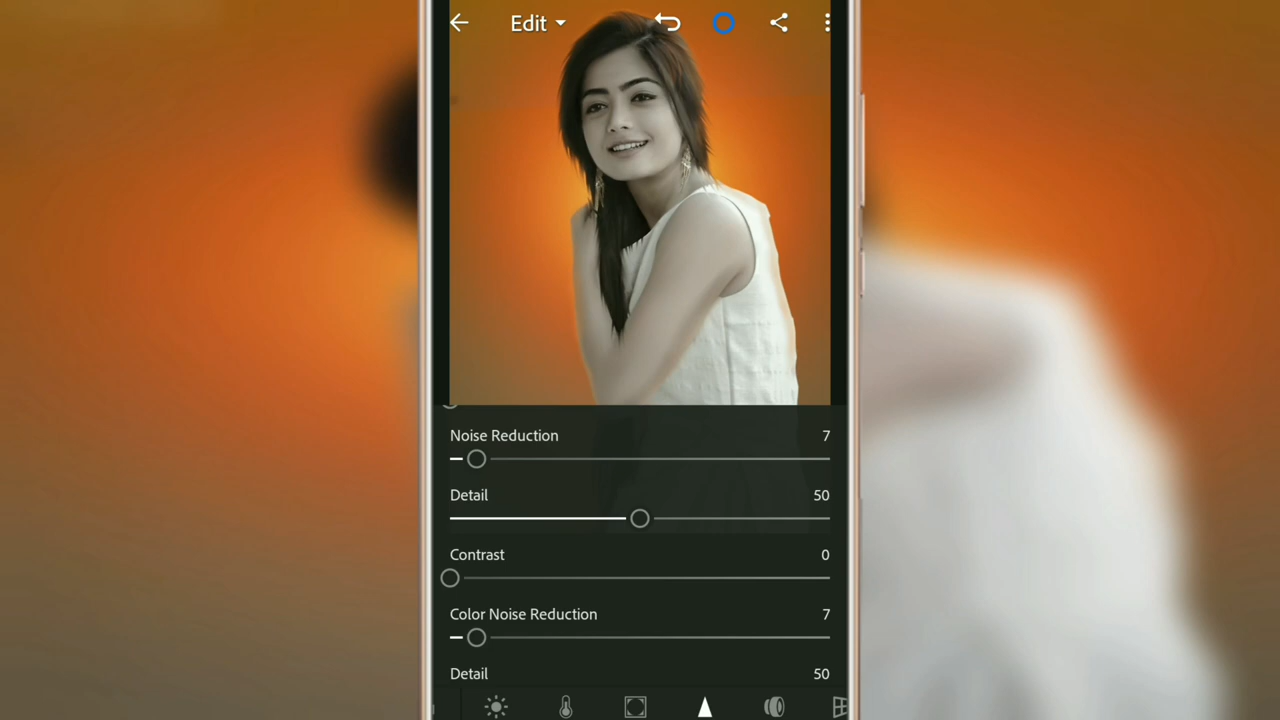 Edit
Noise Reduction 7
Detail 50
Contrast 0
Color Noise Reduction 7
Detail 50